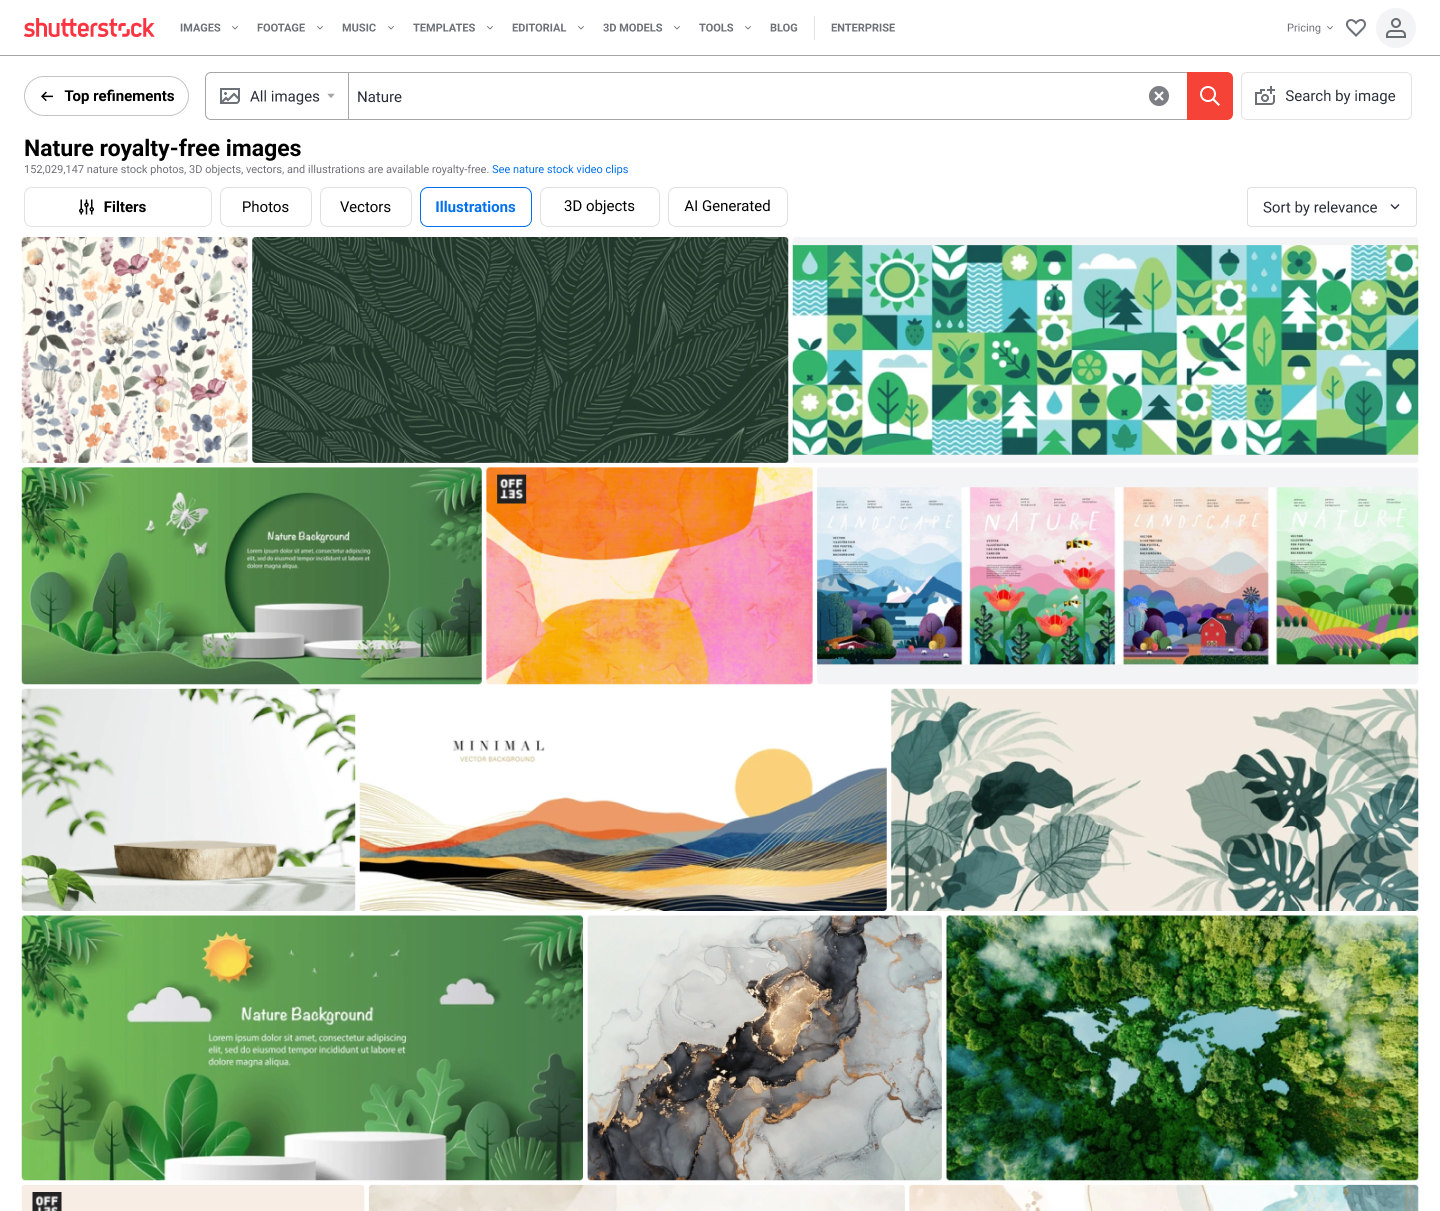 shutterstock
IMAGES
FOOTAGE
MUSIC
TEMPLATES
EDITORIAL
3D MODELS
TOOLS
BLOG
ENTERPRISE
Pricing
Top refinements
All images
Nature
Search by image
Nature royalty-free images
152,029,147 nature stock photos, 3D objects, vectors, and illustrations are available royalty-free. See nature stock video clips
Filters
Photos
Vectors
Illustrations
3D objects
AI Generated
Sort by relevance
Nature Background
Lorem ipsum dolor sit amet, consectetur adipiscing
elit, sed do eiusmod tempor incididunt ut labore et
dolore magna aliqua.
OFF
SET
LANDSCAPE
NATURE
LANDSCAPE
NATURE
MINIMAL
VECTOR BACKGROUND
Nature Background
Lorem ipsum dolor sit amet, consectetur adipiscing
elit, sed do eiusmod tempor incididunt ut labore et
dolore magna aliqua.
OFF